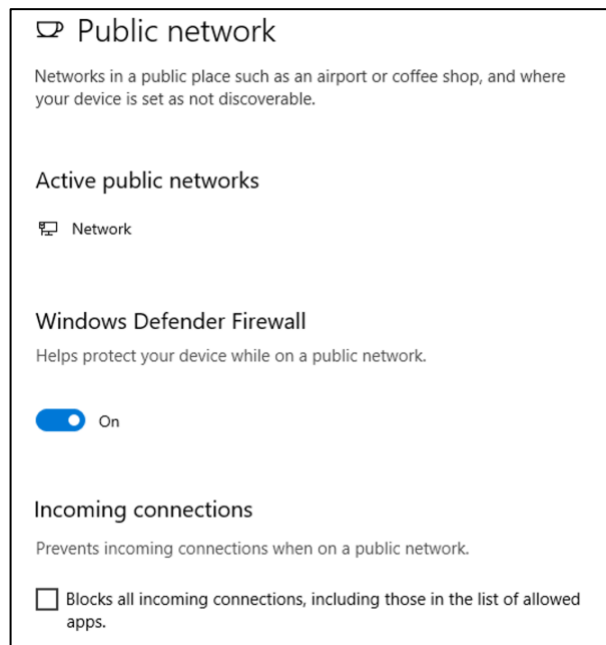 Public network
Networks in a public place such as an airport or coffee shop, and where
your device is set as not discoverable.
Active public networks
Network
Windows Defender Firewall
Helps protect your device while on a public network.
On
Incoming connections
Prevents incoming connections when on a public network.
Blocks all incoming connections, including those in the list of allowed
apps.